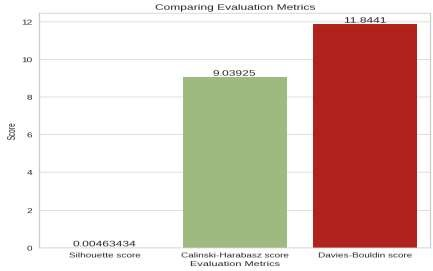 Comparing Evaluation Metrics
12
10
8
6
4
2
0
Score
0.00463434
9.03925
11.8441
Silhouette score
Calinski-Harabasz score
Davies-Bouldin score
Evaluation Metrics